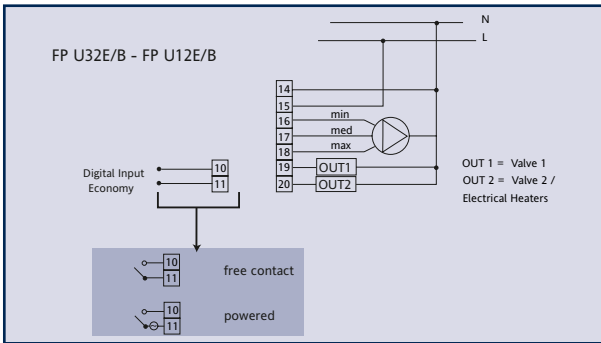 N
L
FP U32E/B - FP U12E/B
14
15
16 min
17 med
18 max
19 OUT1
20 OUT2
Digital Input
Economy
10
11
OUT 1 = Valve 1
OUT 2 = Valve 2 /
Electrical Heaters
10
11
free contact
10
11
powered